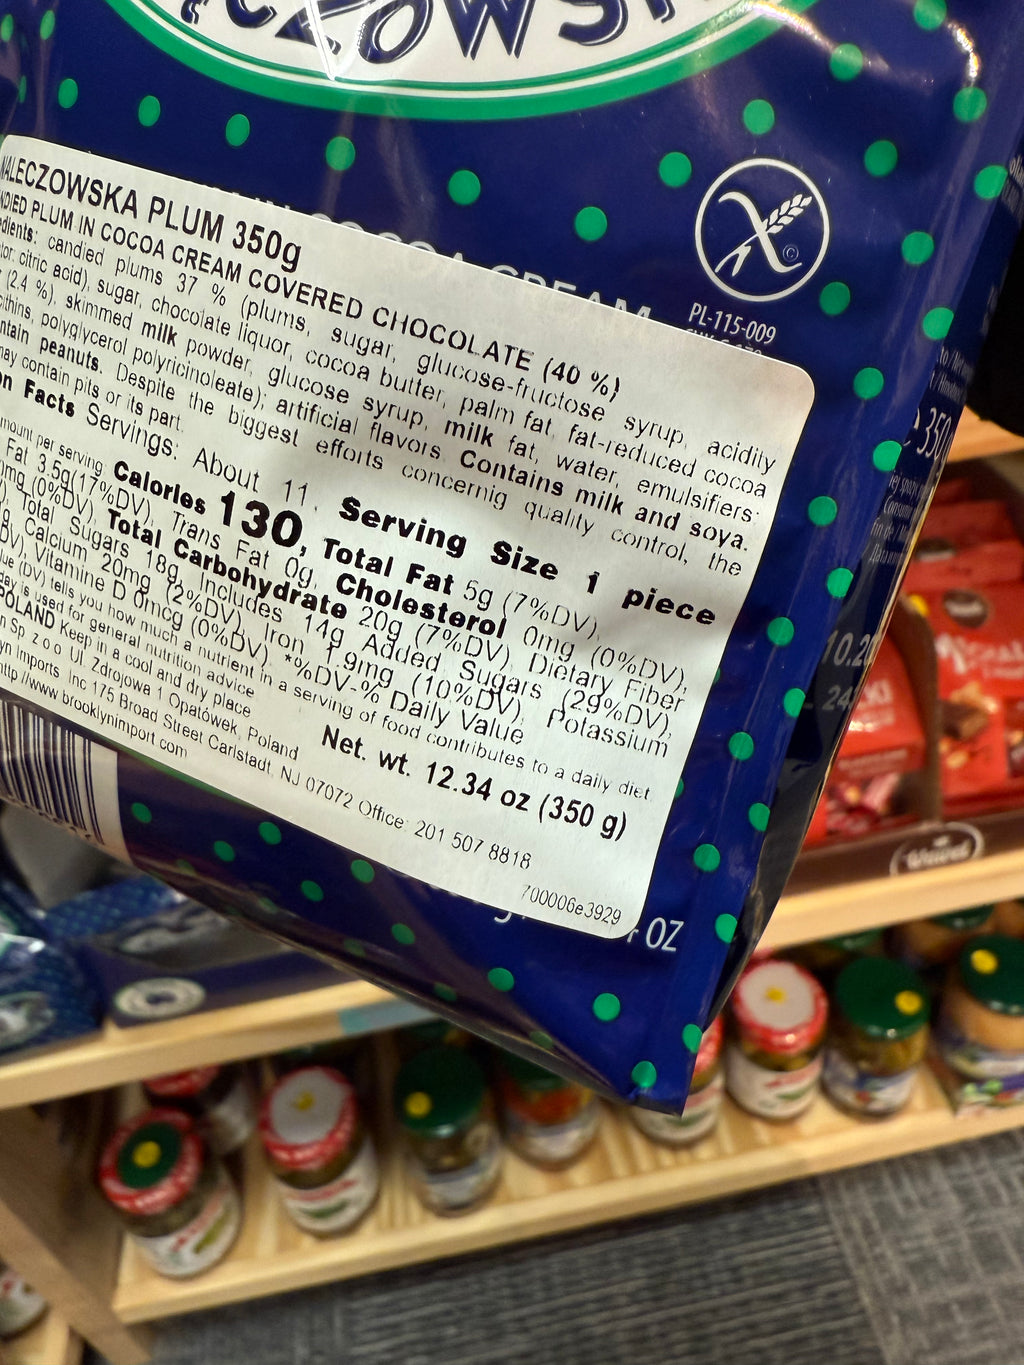 NALECZOWSKA PLUM 350g
PLUM IN COCOA CREAM COVERED CHOCOLATE (40 %)
candied plums 37 % (plums, sugar, glucose-fructose syrup, acidity
citric acid), sugar, chocolate liquor, cocoa butter, palm fat, fat-reduced cocoa
(2.4 %), skimmed milk powder, glucose syrup, milk fat, water, emulsifiers:
polyglycerol polyricinoleate); artificial flavors. Contains milk and soya.
peanuts. Despite the biggest efforts concernig quality control, the
may contain pits or its part.
Facts Servings: About 11, Serving Size 1 piece
amount per serving: Calories 130, Total Fat 5g (7%DV),
Fat 3.5g(17%DV), Trans Fat 0g, Cholesterol 0mg (0%DV),
(0%DV), Total Carbohydrate 20g (7%DV), Dietary Fiber
Total Sugars 18g, Includes 14g Added Sugars (29%DV),
Calcium 20mg (2%DV), Iron 1.9mg (10%DV), Potassium
Vitamine D 0mcg (0%DV). *%DV-% Daily Value
(DV) tells you how much a nutrient in a serving of food contributes to a daily diet.
is used for general nutrition advice
POLAND Keep in a cool and dry place
Sp. z o.o. Ul. Zdrojowa 1 Opatówek, Poland
Net. wt. 12.34 oz (350 g)
Imports, Inc 175 Broad Street Carlstadt, NJ 07072 Office: 201 507 8818
http://www.brooklynimport.com
700006e3929
OZ
PL-115-009
350
10.20
24
Wawel